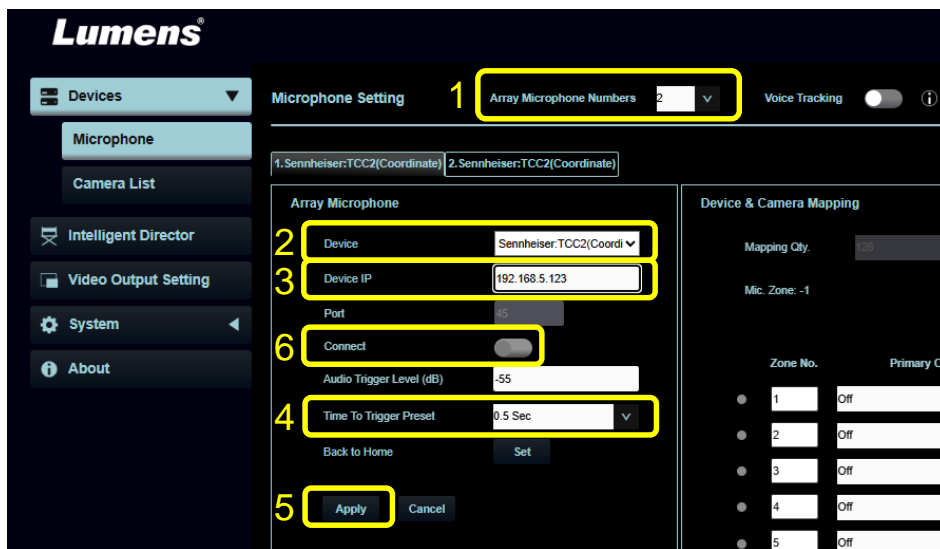 Lumens®
Devices
Microphone
Camera List
Intelligent Director
Video Output Setting
System
About
Microphone Setting
1
Array Microphone Numbers 2
Voice Tracking
1.Sennheiser:TCC2(Coordinate) 2.Sennheiser:TCC2(Coordinate)
Array Microphone
2 Device Sennheiser:TCC2(Coordi
3 Device IP 192.168.5.123
Port 45
6 Connect
Audio Trigger Level (dB) -55
4 Time To Trigger Preset 0.5 Sec
Back to Home Set
5 Apply Cancel
Device & Camera Mapping
Mapping Qty. 128
Mic. Zone: -1
Zone No. Primary C
1 Off
2 Off
3 Off
4 Off
5 Off